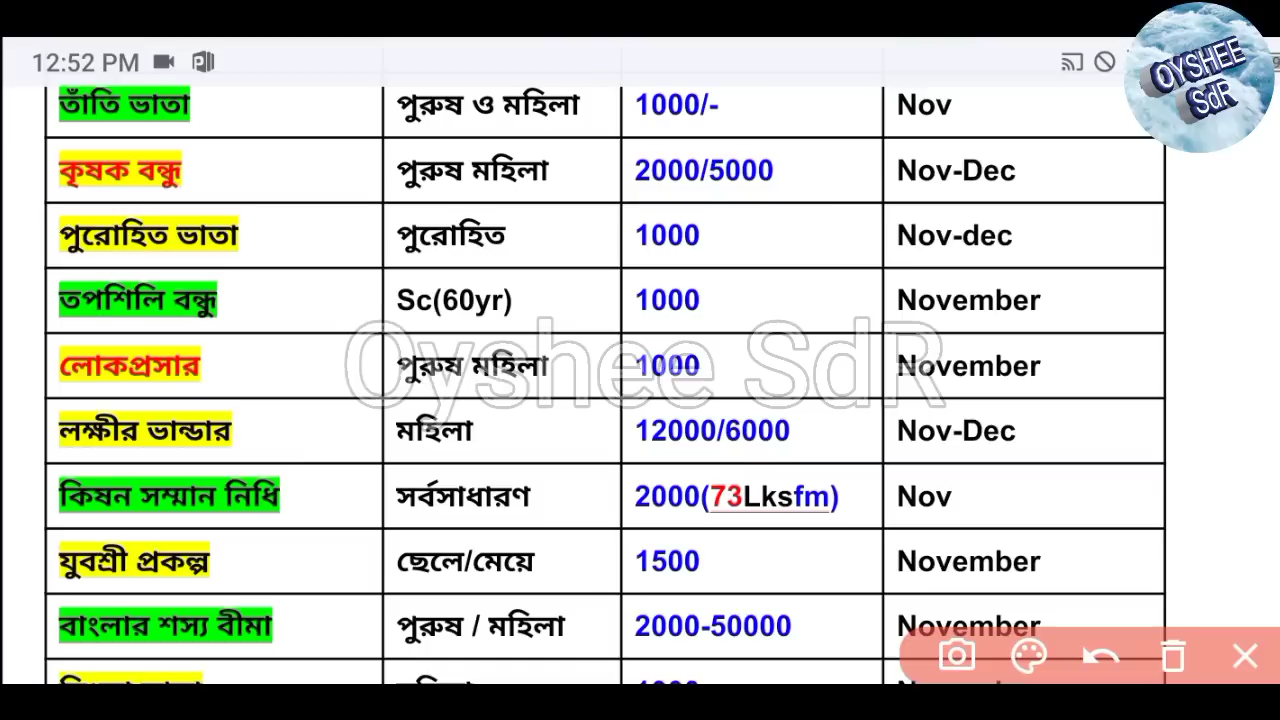 12:52 PM
OYSHEE
SdR
তাঁতি ভাতা পুরুষ ও মহিলা 1000/- Nov
কৃষক বন্ধু পুরুষ মহিলা 2000/5000 Nov-Dec
পুরোহিত ভাতা পুরোহিত 1000 Nov-dec
তপশিলি বন্ধু Sc(60yr) 1000 November
লোকপ্রসার পুরুষ মহিলা 1000 November
Oyshee SdR
লক্ষীর ভান্ডার মহিলা 12000/6000 Nov-Dec
কিষন সম্মান নিধি সর্বসাধারণ 2000(73Lksfm) Nov
যুবশ্রী প্রকল্প ছেলে/মেয়ে 1500 November
বাংলার শস্য বীমা পুরুষ / মহিলা 2000-50000 November